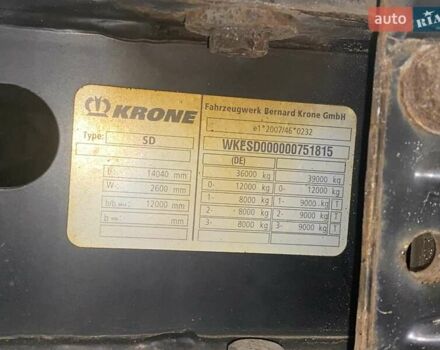 auto
RIA
KRONE
Fahrzeugwerk Bernard Krone GmbH
e1*2007/46*0232
Type: SD
WKESD000000751815
(DE)
14040 mm 36000 kg 39000 kg
W- 2600 mm 0- 12000 kg 0- 12000 kg
12000 mm 1- 8000 kg 1- 9000 kg T
mm 2- 8000 kg 2- 9000 kg T
3- 8000 kg 3- 9000 kg T